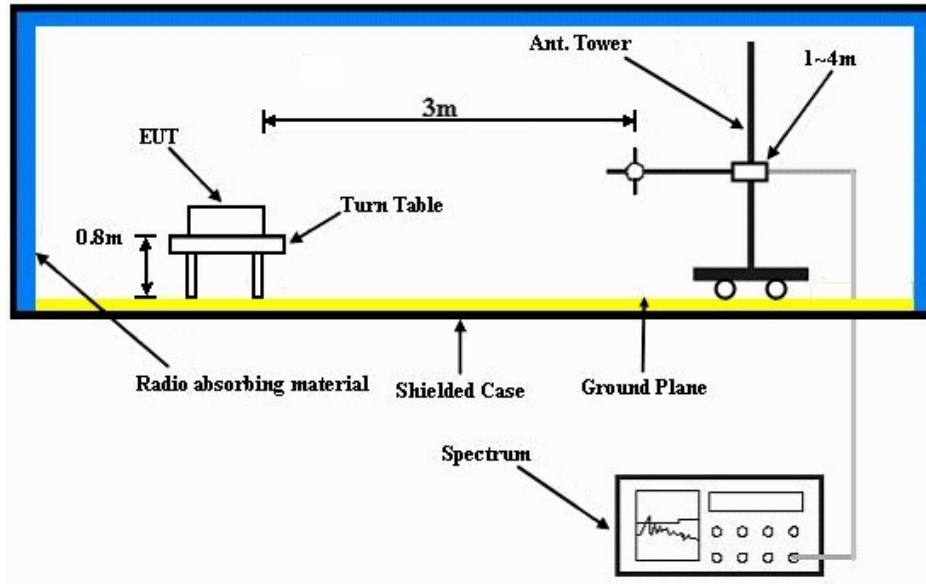 Ant. Tower
1~4m
3m
EUT
Turn Table
0.8m
Radio absorbing material
Shielded Case
Ground Plane
Spectrum